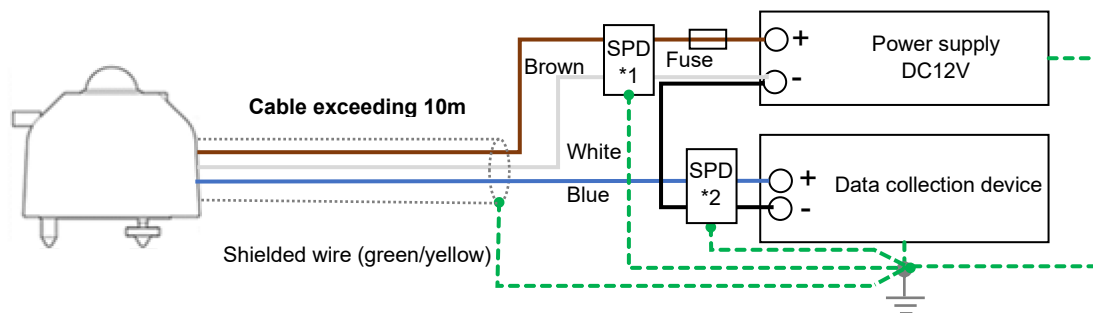 SPD
*1
Fuse
+
-
Power supply
DC12V
Brown
Cable exceeding 10m
White
Blue
SPD
*2
+
-
Data collection device
Shielded wire (green/yellow)